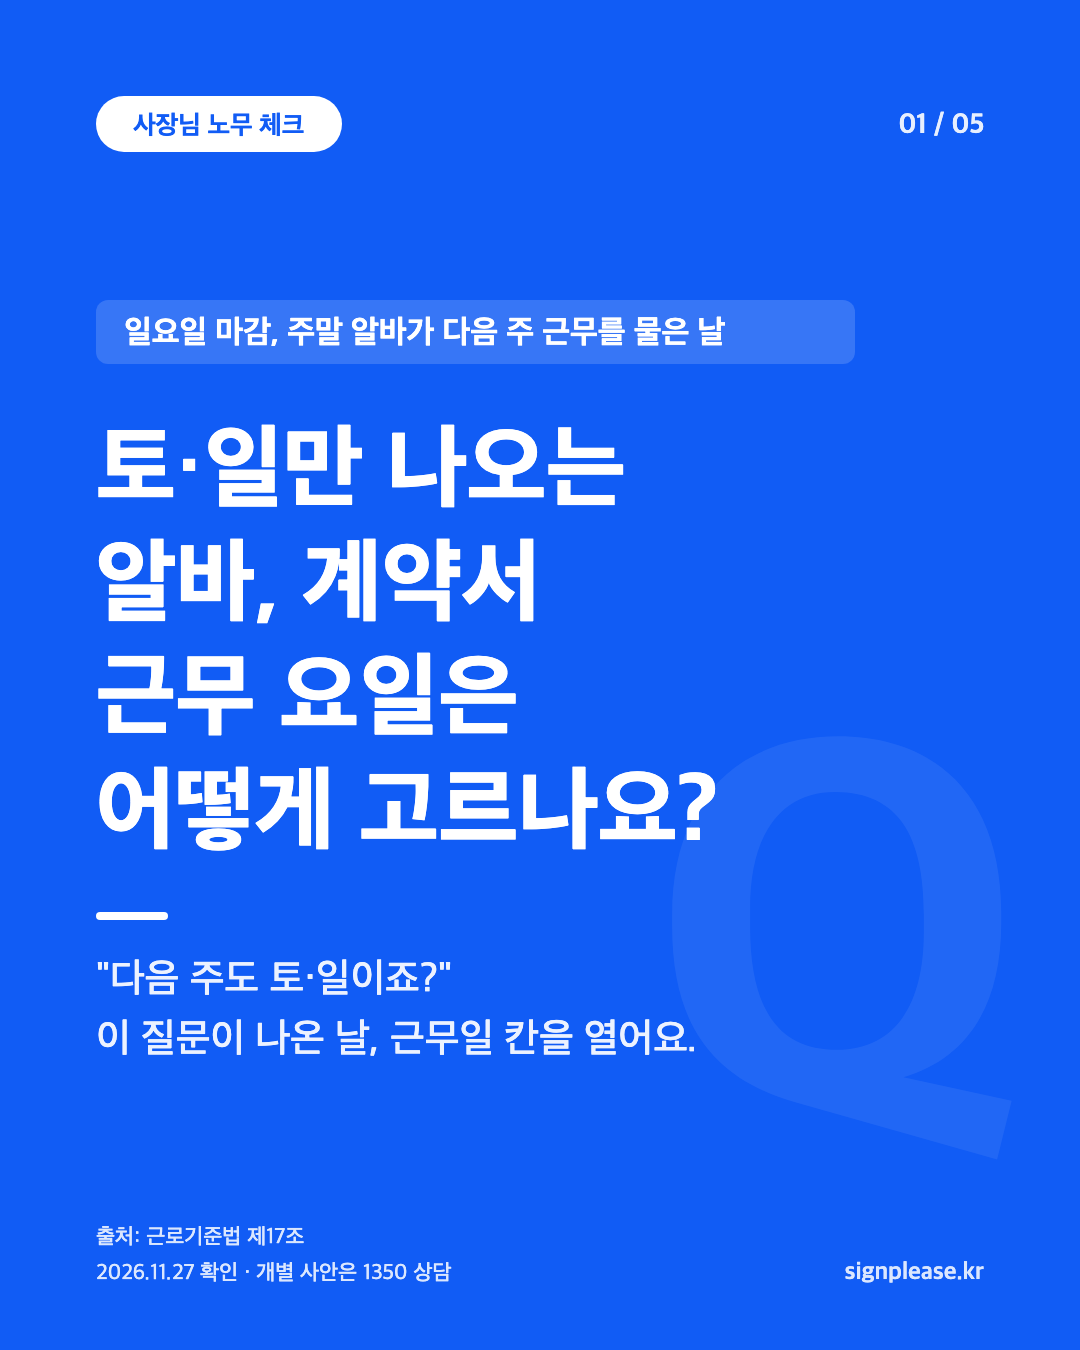 사장님 노무 체크
01 / 05
일요일 마감, 주말 알바가 다음 주 근무를 물은 날
토·일만 나오는
알바, 계약서
근무 요일은
어떻게 고르나요?
"다음 주도 토·일이죠?"
이 질문이 나온 날, 근무일 칸을 열어요.
Q
출처: 근로기준법 제17조
2026.11.27 확인 · 개별 사안은 1350 상담
signplease.kr